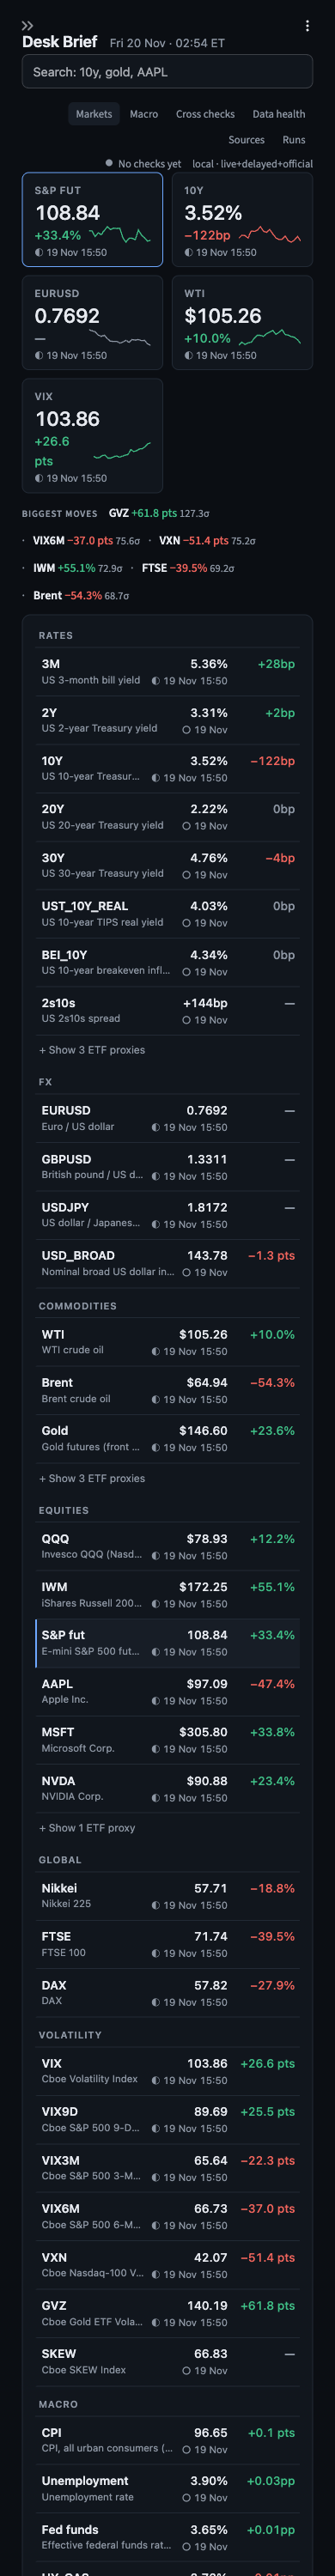 Desk Brief Fri 20 Nov · 02:54 ET
Search: 10y, gold, AAPL
Markets Macro Cross checks Data health
Sources Runs
No checks yet local · live+delayed+official
S&P FUT
108.84
+33.4%
19 Nov 15:50
10Y
3.52%
−122bp
19 Nov 15:50
EURUSD
0.7692
—
19 Nov 15:50
WTI
$105.26
+10.0%
19 Nov 15:50
VIX
103.86
+26.6
pts
19 Nov 15:50
BIGGEST MOVES GVZ +61.8 pts 127.3σ
· VIX6M −37.0 pts 75.6σ · VXN −51.4 pts 75.2σ
· IWM +55.1% 72.9σ · FTSE −39.5% 69.2σ
· Brent −54.3% 68.7σ
RATES
3M 5.36% +28bp
US 3-month bill yield 19 Nov 15:50
2Y 3.31% +2bp
US 2-year Treasury yield 19 Nov
10Y 3.52% −122bp
US 10-year Treasur... 19 Nov 15:50
20Y 2.22% 0bp
US 20-year Treasury yield 19 Nov
30Y 4.76% −4bp
US 30-year Treasury yield 19 Nov
UST_10Y_REAL 4.03% 0bp
US 10-year TIPS real yield 19 Nov
BEI_10Y 4.34% 0bp
US 10-year breakeven infl... 19 Nov
2s10s +144bp —
US 2s10s spread 19 Nov
+ Show 3 ETF proxies
FX
EURUSD 0.7692 —
Euro / US dollar 19 Nov 15:50
GBPUSD 1.3311 —
British pound / US d... 19 Nov 15:50
USDJPY 1.8172 —
US dollar / Japanes... 19 Nov 15:50
USD_BROAD 143.78 −1.3 pts
Nominal broad US dollar in... 19 Nov
COMMODITIES
WTI $105.26 +10.0%
WTI crude oil 19 Nov 15:50
Brent $64.94 −54.3%
Brent crude oil 19 Nov 15:50
Gold $146.60 +23.6%
Gold futures (front ... 19 Nov 15:50
+ Show 3 ETF proxies
EQUITIES
QQQ $78.93 +12.2%
Invesco QQQ (Nasd... 19 Nov 15:50
IWM $172.25 +55.1%
iShares Russell 200... 19 Nov 15:50
S&P fut 108.84 +33.4%
E-mini S&P 500 fut... 19 Nov 15:50
AAPL $97.09 −47.4%
Apple Inc. 19 Nov 15:50
MSFT $305.80 +33.8%
Microsoft Corp. 19 Nov 15:50
NVDA $90.88 +23.4%
NVIDIA Corp. 19 Nov 15:50
+ Show 1 ETF proxy
GLOBAL
Nikkei 57.71 −18.8%
Nikkei 225 19 Nov 15:50
FTSE 71.74 −39.5%
FTSE 100 19 Nov 15:50
DAX 57.82 −27.9%
DAX 19 Nov 15:50
VOLATILITY
VIX 103.86 +26.6 pts
Cboe Volatility Index 19 Nov 15:50
VIX9D 89.69 +25.5 pts
Cboe S&P 500 9-D... 19 Nov 15:50
VIX3M 65.64 −22.3 pts
Cboe S&P 500 3-M... 19 Nov 15:50
VIX6M 66.73 −37.0 pts
Cboe S&P 500 6-M... 19 Nov 15:50
VXN 42.07 −51.4 pts
Cboe Nasdaq-100 V... 19 Nov 15:50
GVZ 140.19 +61.8 pts
Cboe Gold ETF Vola... 19 Nov 15:50
SKEW 66.83 —
Cboe SKEW Index 19 Nov
MACRO
CPI 96.65 +0.1 pts
CPI, all urban consumers (... 19 Nov
Unemployment 3.90% +0.03pp
Unemployment rate 19 Nov
Fed funds 3.65% +0.01pp
Effective federal funds rat... 19 Nov